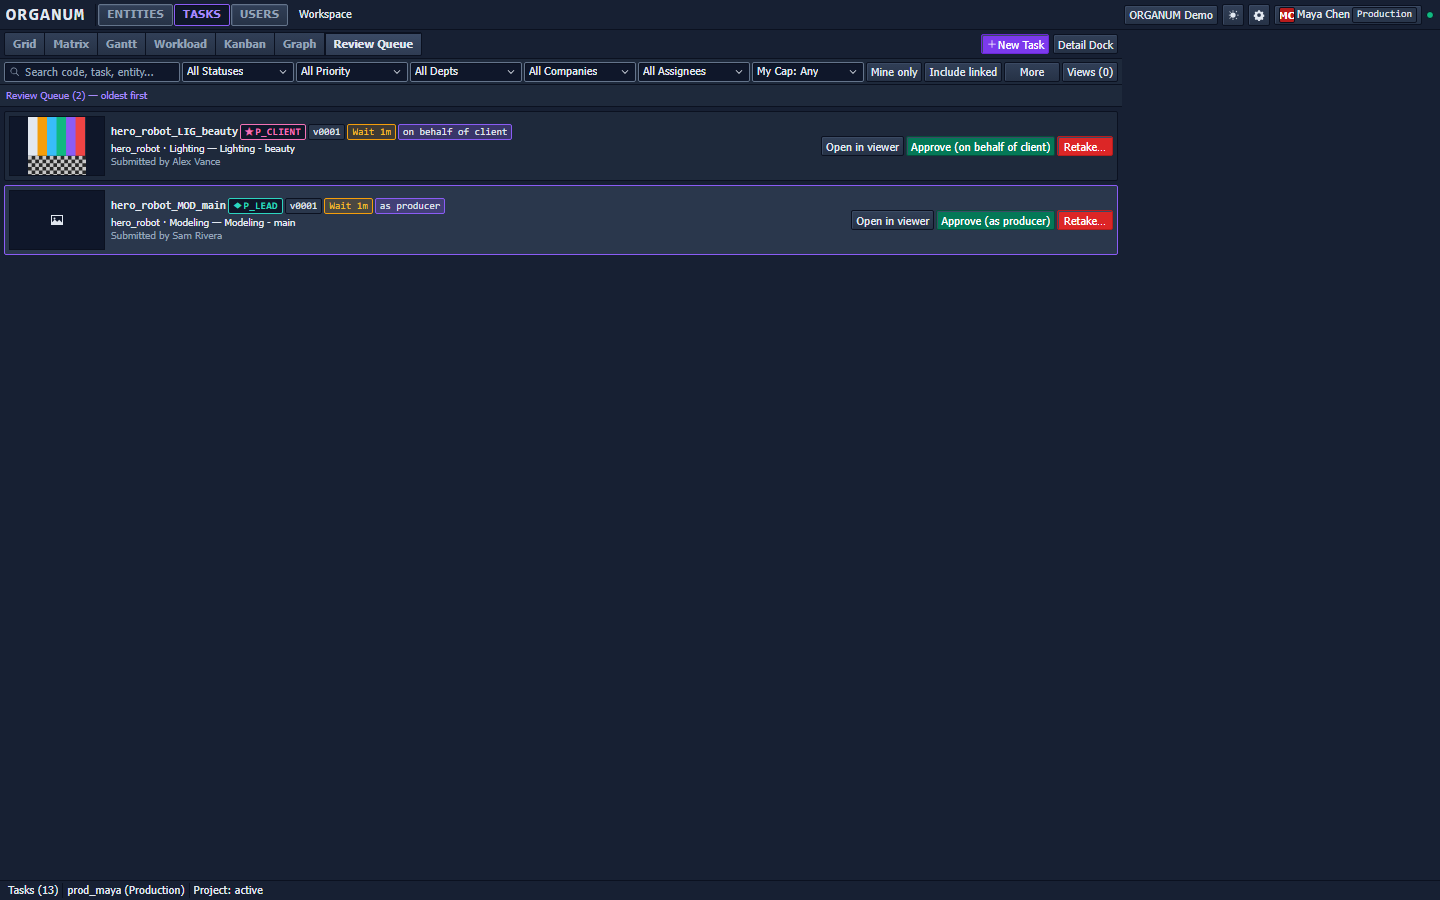 ORGANUM ENTITIES TASKS USERS Workspace ORGANUM Demo MC Maya Chen Production
Grid Matrix Gantt Workload Kanban Graph Review Queue +New Task Detail Dock
Search code, task, entity... All Statuses All Priority All Depts All Companies All Assignees My Cap: Any Mine only Include linked More Views (0)
Review Queue (2) — oldest first
hero_robot_LIG_beauty P_CLIENT v0001 Wait 1m on behalf of client
hero_robot · Lighting — Lighting - beauty
Submitted by Alex Vance
Open in viewer Approve (on behalf of client) Retake...
hero_robot_MOD_main P_LEAD v0001 Wait 1m as producer
hero_robot · Modeling — Modeling - main
Submitted by Sam Rivera
Open in viewer Approve (as producer) Retake...
Tasks (13) prod_maya (Production) Project: active